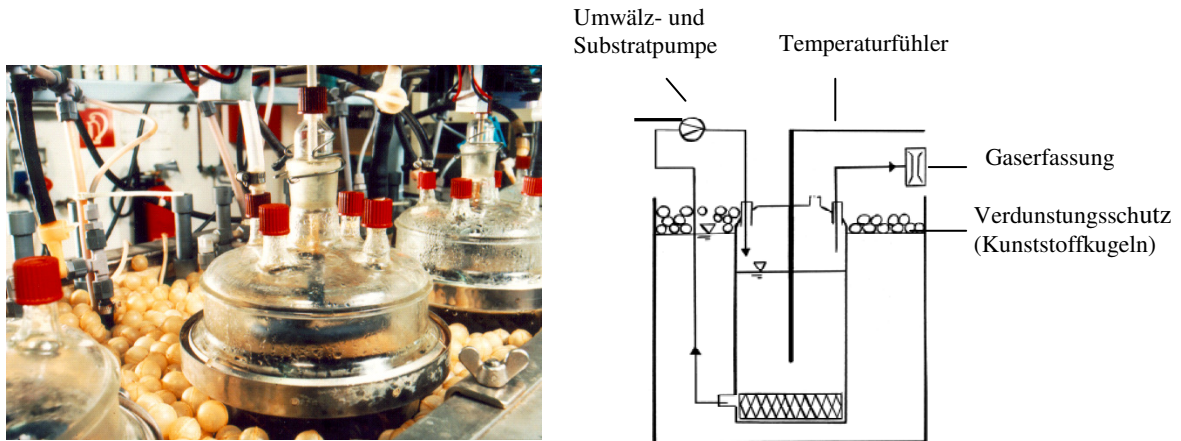 Umwälz- und
Substratpumpe
Temperaturfühler
Gaserfassung
Verdunstungsschutz
(Kunststoffkugeln)